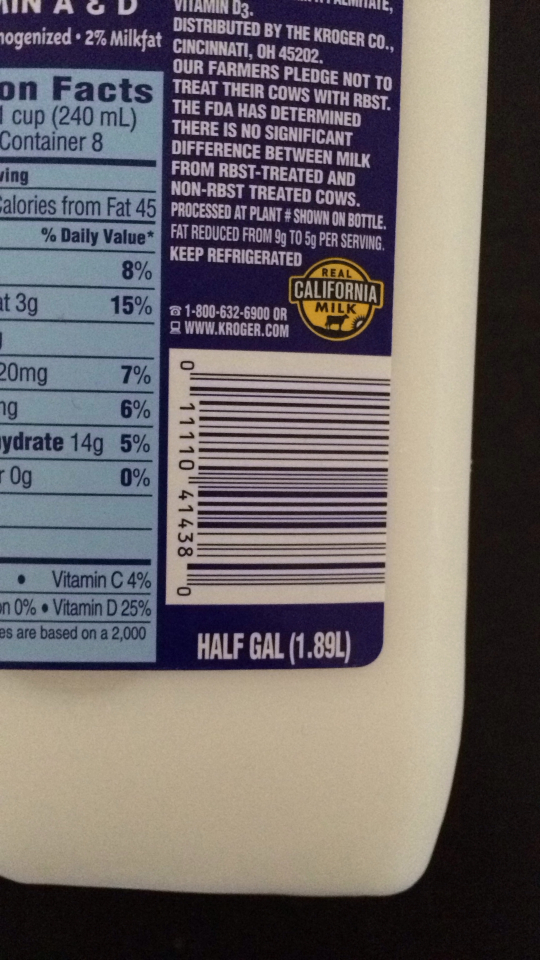 MIN A & D
mogenized • 2% Milkfat
on Facts
1 cup (240 mL)
Container 8
ving
Calories from Fat 45
% Daily Value*
8%
at 3g 15%
20mg 7%
mg 6%
ydrate 14g 5%
r 0g 0%
• Vitamin C 4%
on 0% • Vitamin D 25%
es are based on a 2,000
VITAMIN D3.
DISTRIBUTED BY THE KROGER CO.,
CINCINNATI, OH 45202.
OUR FARMERS PLEDGE NOT TO
TREAT THEIR COWS WITH RBST.
THE FDA HAS DETERMINED
THERE IS NO SIGNIFICANT
DIFFERENCE BETWEEN MILK
FROM RBST-TREATED AND
NON-RBST TREATED COWS.
PROCESSED AT PLANT # SHOWN ON BOTTLE.
FAT REDUCED FROM 9g TO 5g PER SERVING.
KEEP REFRIGERATED
REAL
CALIFORNIA
MILK
1-800-632-6900 OR
WWW.KROGER.COM
0 11110 41438 0
HALF GAL (1.89L)